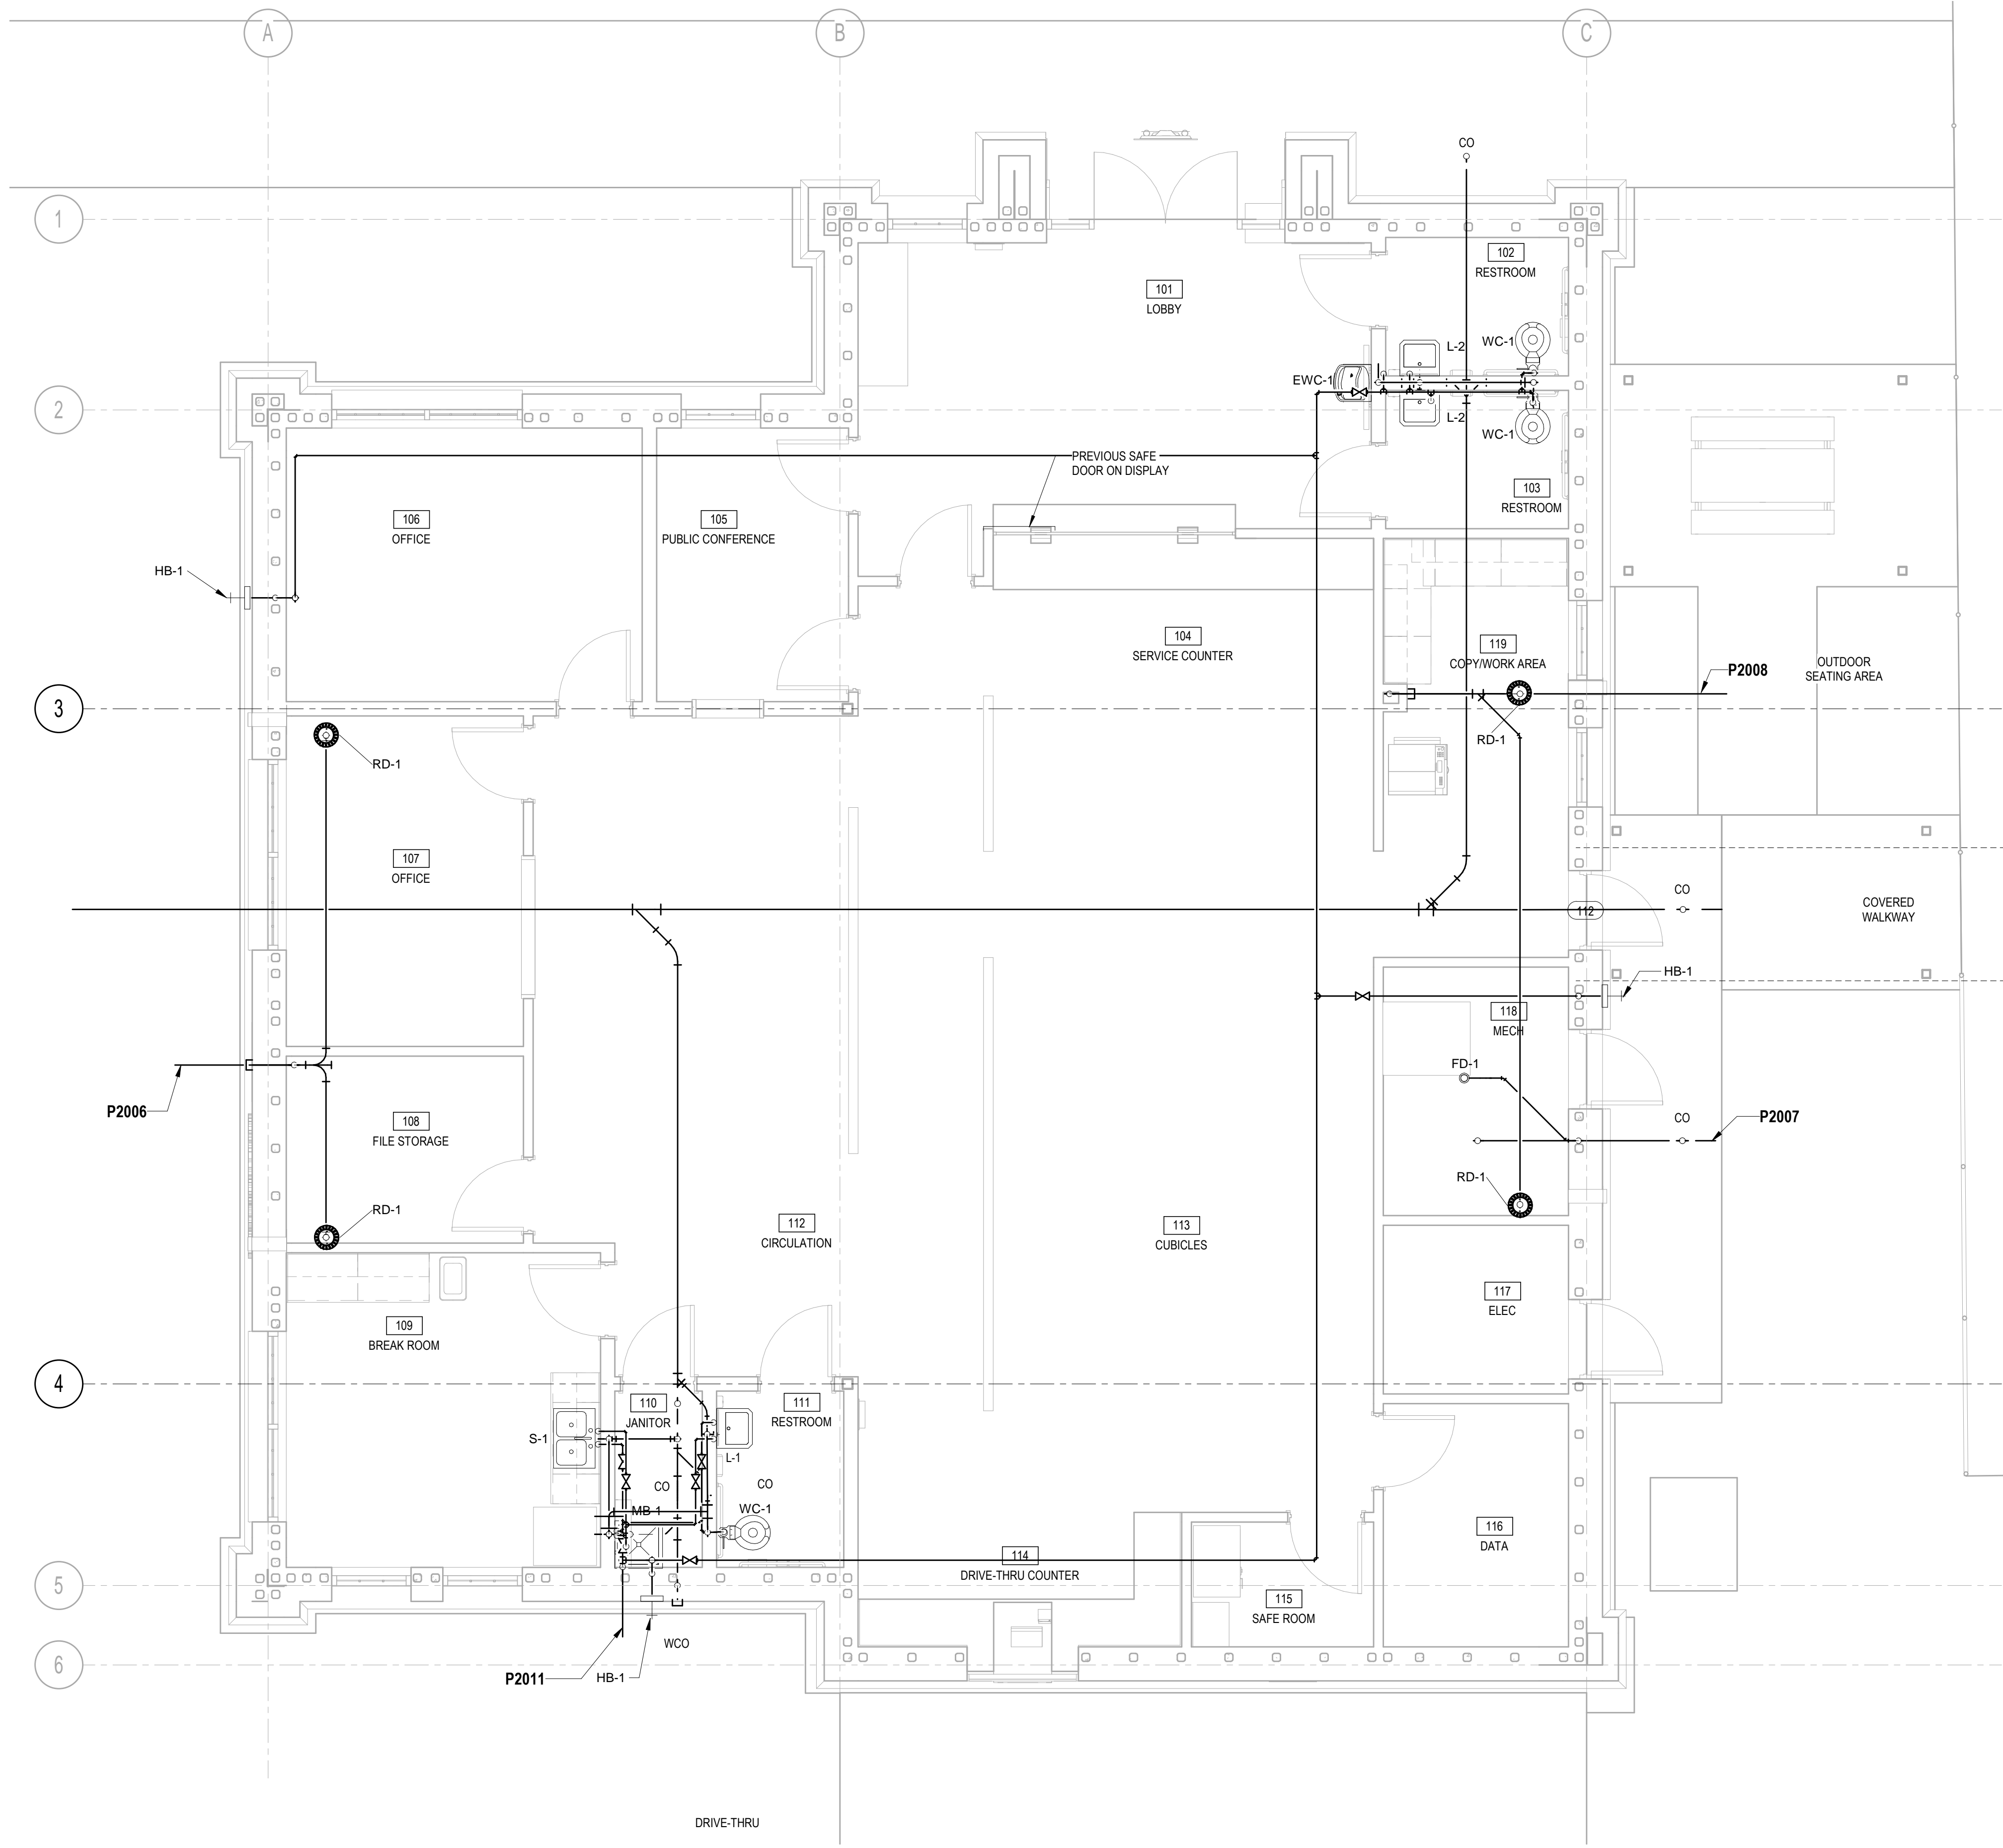 A
B
C
CO
1
102
RESTROOM
101
LOBBY
L-2
WC-1
EWC-1
2
L-2
WC-1
PREVIOUS SAFE
DOOR ON DISPLAY
103
RESTROOM
106
OFFICE
105
PUBLIC CONFERENCE
HB-1
104
SERVICE COUNTER
119
COPY/WORK AREA
P2008
OUTDOOR
SEATING AREA
3
RD-1
RD-1
107
OFFICE
CO
112
COVERED
WALKWAY
HB-1
118
MECH
FD-1
P2006
108
FILE STORAGE
CO
P2007
RD-1
RD-1
112
CIRCULATION
113
CUBICLES
117
ELEC
109
BREAK ROOM
4
110
JANITOR
111
RESTROOM
S-1
L-1
CO
CO
MB-1
WC-1
116
DATA
114
DRIVE-THRU COUNTER
5
115
SAFE ROOM
WCO
6
P2011
HB-1
DRIVE-THRU